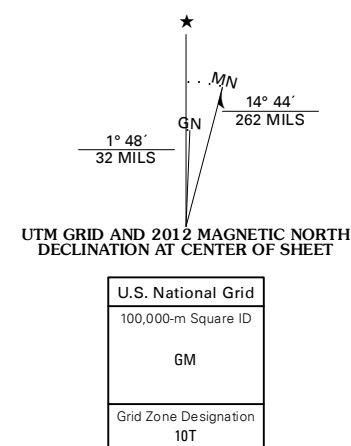 MN
14° 44´
262 MILS
GN
1° 48´
32 MILS
UTM GRID AND 2012 MAGNETIC NORTH
DECLINATION AT CENTER OF SHEET
U.S. National Grid
100,000-m Square ID
GM
Grid Zone Designation
10T